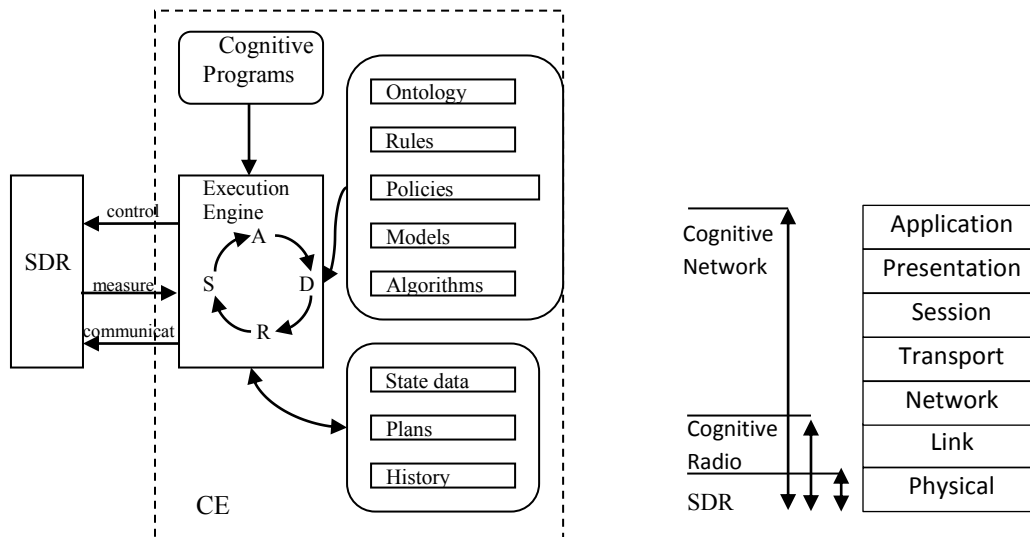 Cognitive
Programs
Ontology
Rules
Policies
Models
Algorithms
Execution
Engine
A
S
D
R
SDR
control
measure
communicat
State data
Plans
History
CE
Cognitive
Network
Cognitive
Radio
SDR
Application
Presentation
Session
Transport
Network
Link
Physical